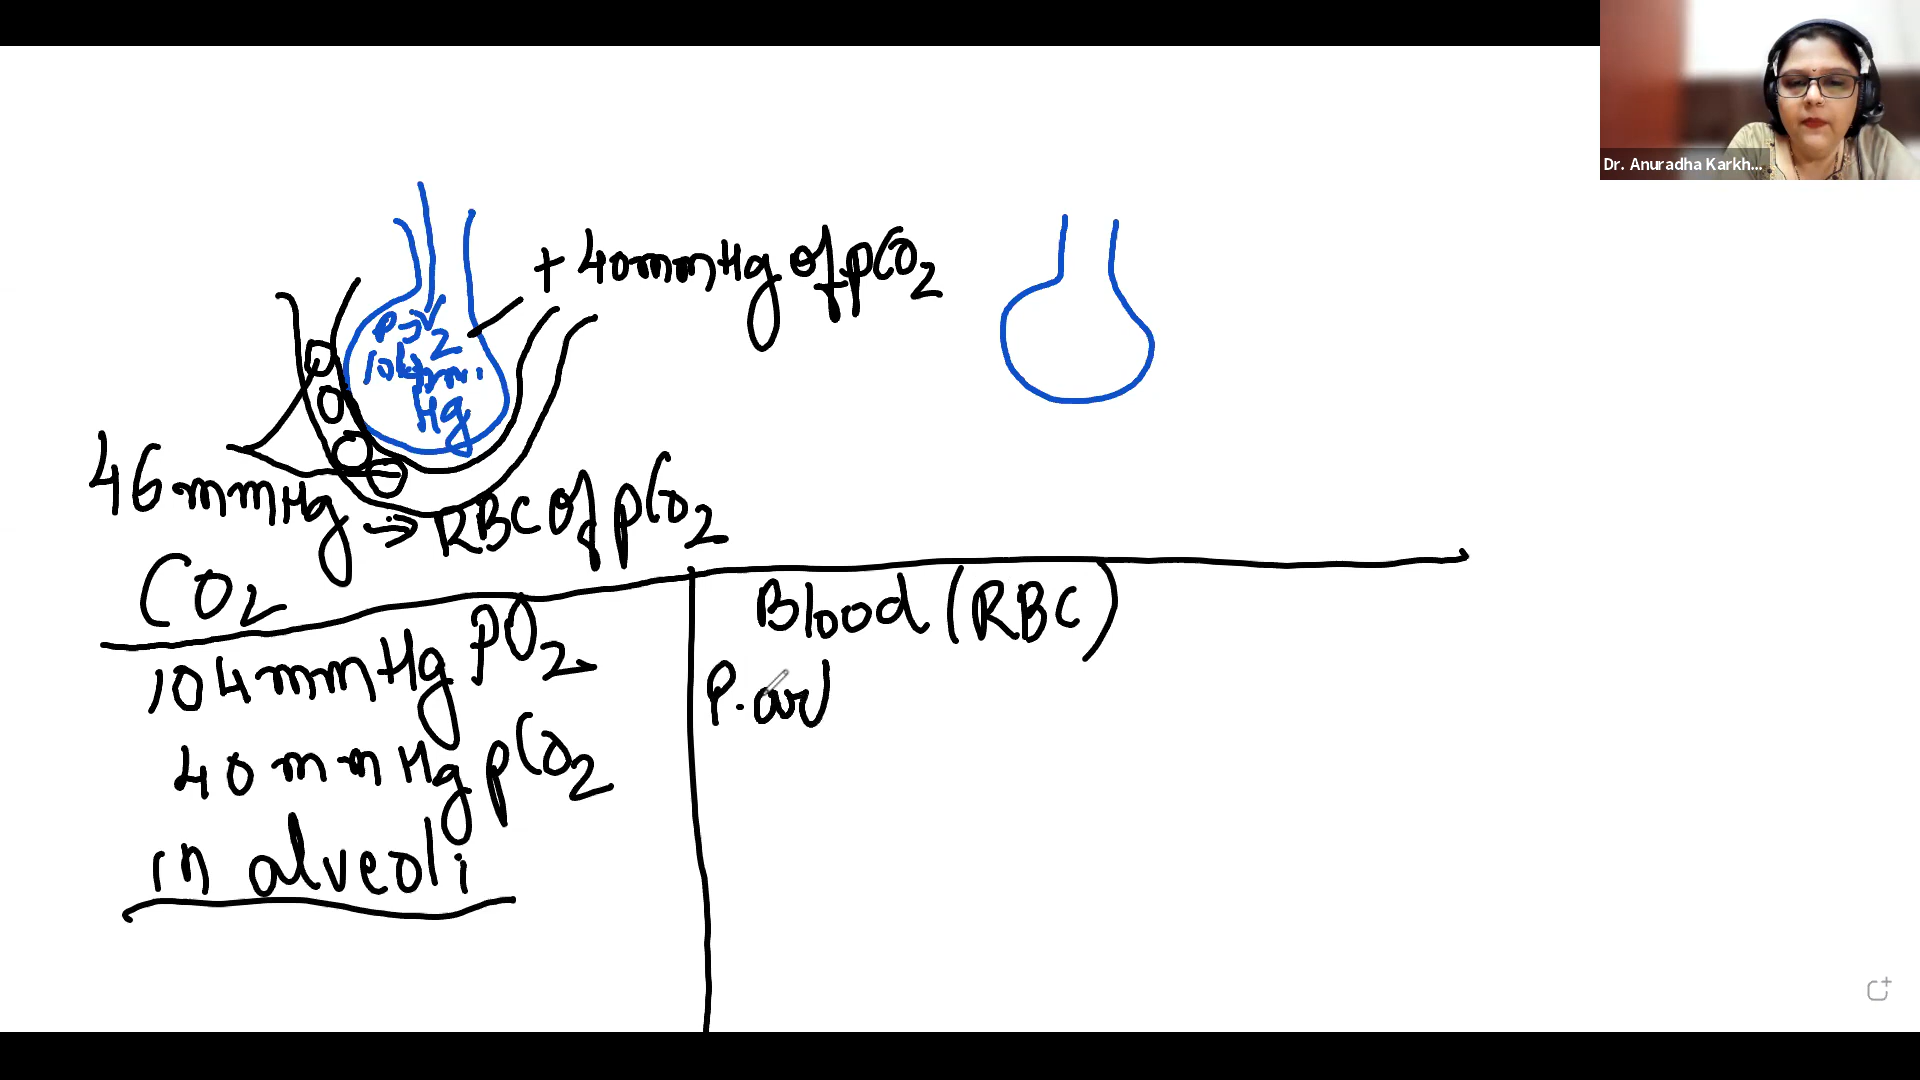 Dr. Anuradha Karkh...
+ 40mmHg of pCO2
104mm.
Hg
46mmHg → RBC of pCO2
CO2
104mmHg PO2
40mmHg pCO2
in alveoli
Blood (RBC)
P. art